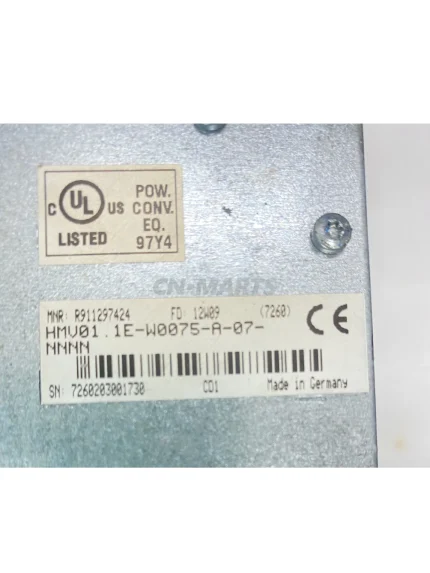 C UL US
LISTED
POW.
CONV.
EQ.
97Y4
CN-MARTS
MNR: R911297424 FD: 12W09 (7260)
HMV01.1E-W0075-A-07-
NNNN
CE
SN: 7260203001730 CD1 Made in Germany